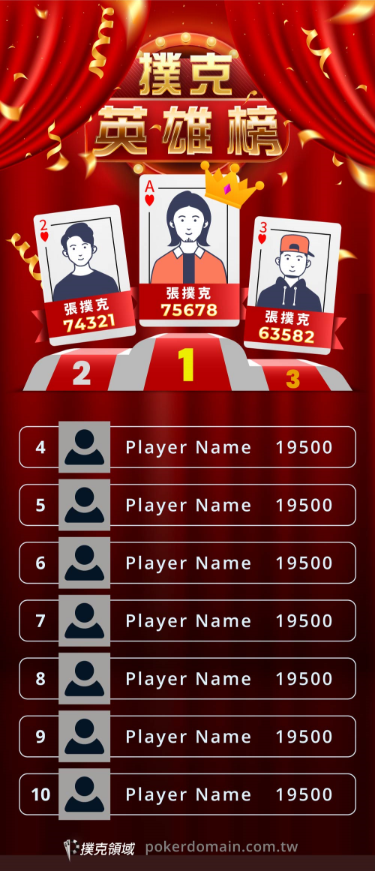 撲克
英雄榜
2
張撲克
74321
A
張撲克
75678
3
張撲克
63582
2
1
3
4 Player Name 19500
5 Player Name 19500
6 Player Name 19500
7 Player Name 19500
8 Player Name 19500
9 Player Name 19500
10 Player Name 19500
撲克領域 pokerdomain.com.tw